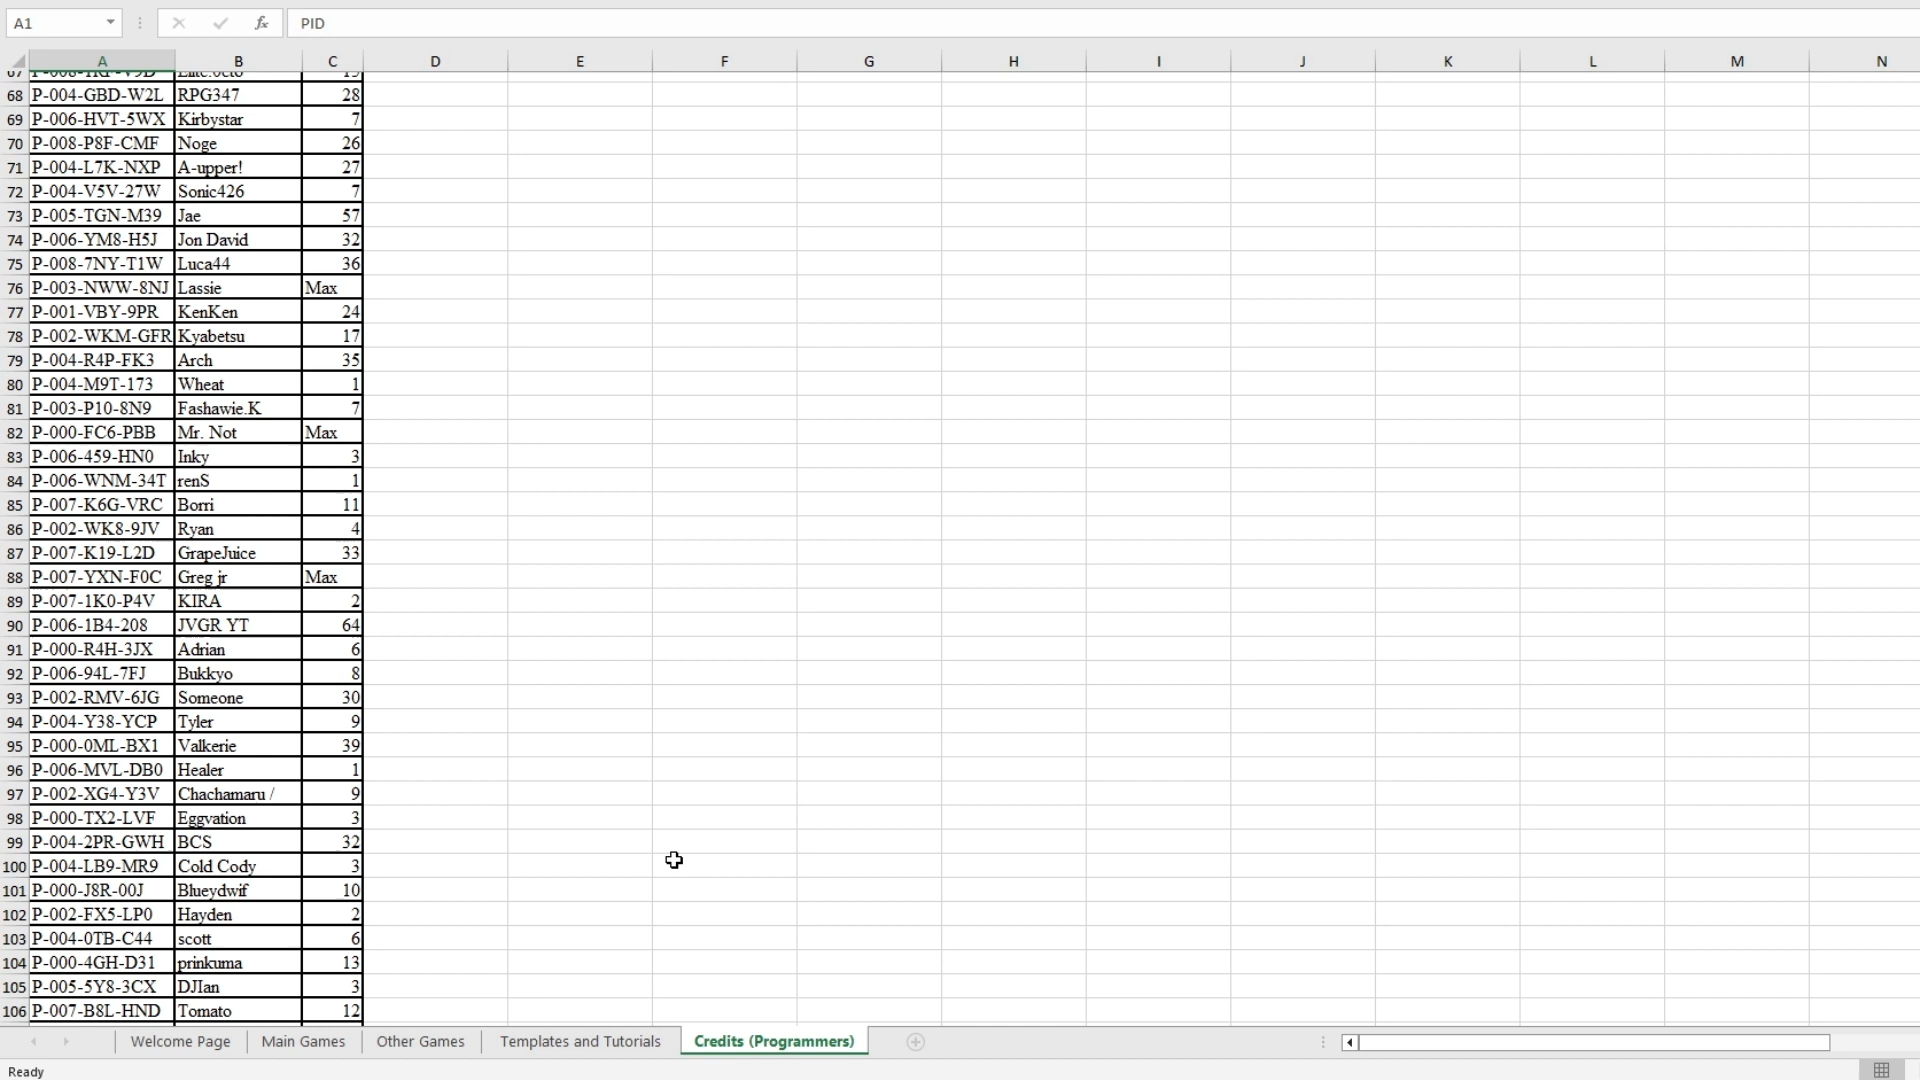 A1 fx PID
A B C D E F G H I J K L M N
68 P-004-GBD-W2L RPG347 28
69 P-006-HVT-5WX Kirbystar 7
70 P-008-P8F-CMF Noge 26
71 P-004-L7K-NXP A-upper! 27
72 P-004-V5V-27W Sonic426 7
73 P-005-TGN-M39 Jae 57
74 P-006-YM8-H5J Jon David 32
75 P-008-7NY-T1W Luca44 36
76 P-003-NWW-8NJ Lassie Max
77 P-001-VBY-9PR KenKen 24
78 P-002-WKM-GFR Kyabetsu 17
79 P-004-R4P-FK3 Arch 35
80 P-004-M9T-173 Wheat 1
81 P-003-P10-8N9 Fashawie.K 7
82 P-000-FC6-PBB Mr. Not Max
83 P-006-459-HN0 Inky 3
84 P-006-WNM-34T renS 1
85 P-007-K6G-VRC Borri 11
86 P-002-WK8-9JV Ryan 4
87 P-007-K19-L2D GrapeJuice 33
88 P-007-YXN-F0C Greg jr Max
89 P-007-1K0-P4V KIRA 2
90 P-006-1B4-208 JVGR YT 64
91 P-000-R4H-3JX Adrian 6
92 P-006-94L-7FJ Bukkyo 8
93 P-002-RMV-6JG Someone 30
94 P-004-Y38-YCP Tyler 9
95 P-000-0ML-BX1 Valkerie 39
96 P-006-MVL-DB0 Healer 1
97 P-002-XG4-Y3V Chachamaru / 9
98 P-000-TX2-LVF Eggvation 3
99 P-004-2PR-GWH BCS 32
100 P-004-LB9-MR9 Cold Cody 3
101 P-000-J8R-00J Blueydwif 10
102 P-002-FX5-LP0 Hayden 2
103 P-004-0TB-C44 scott 6
104 P-000-4GH-D31 prinkuma 13
105 P-005-5Y8-3CX DJIan 3
106 P-007-B8L-HND Tomato 12
Welcome Page Main Games Other Games Templates and Tutorials Credits (Programmers)
Ready